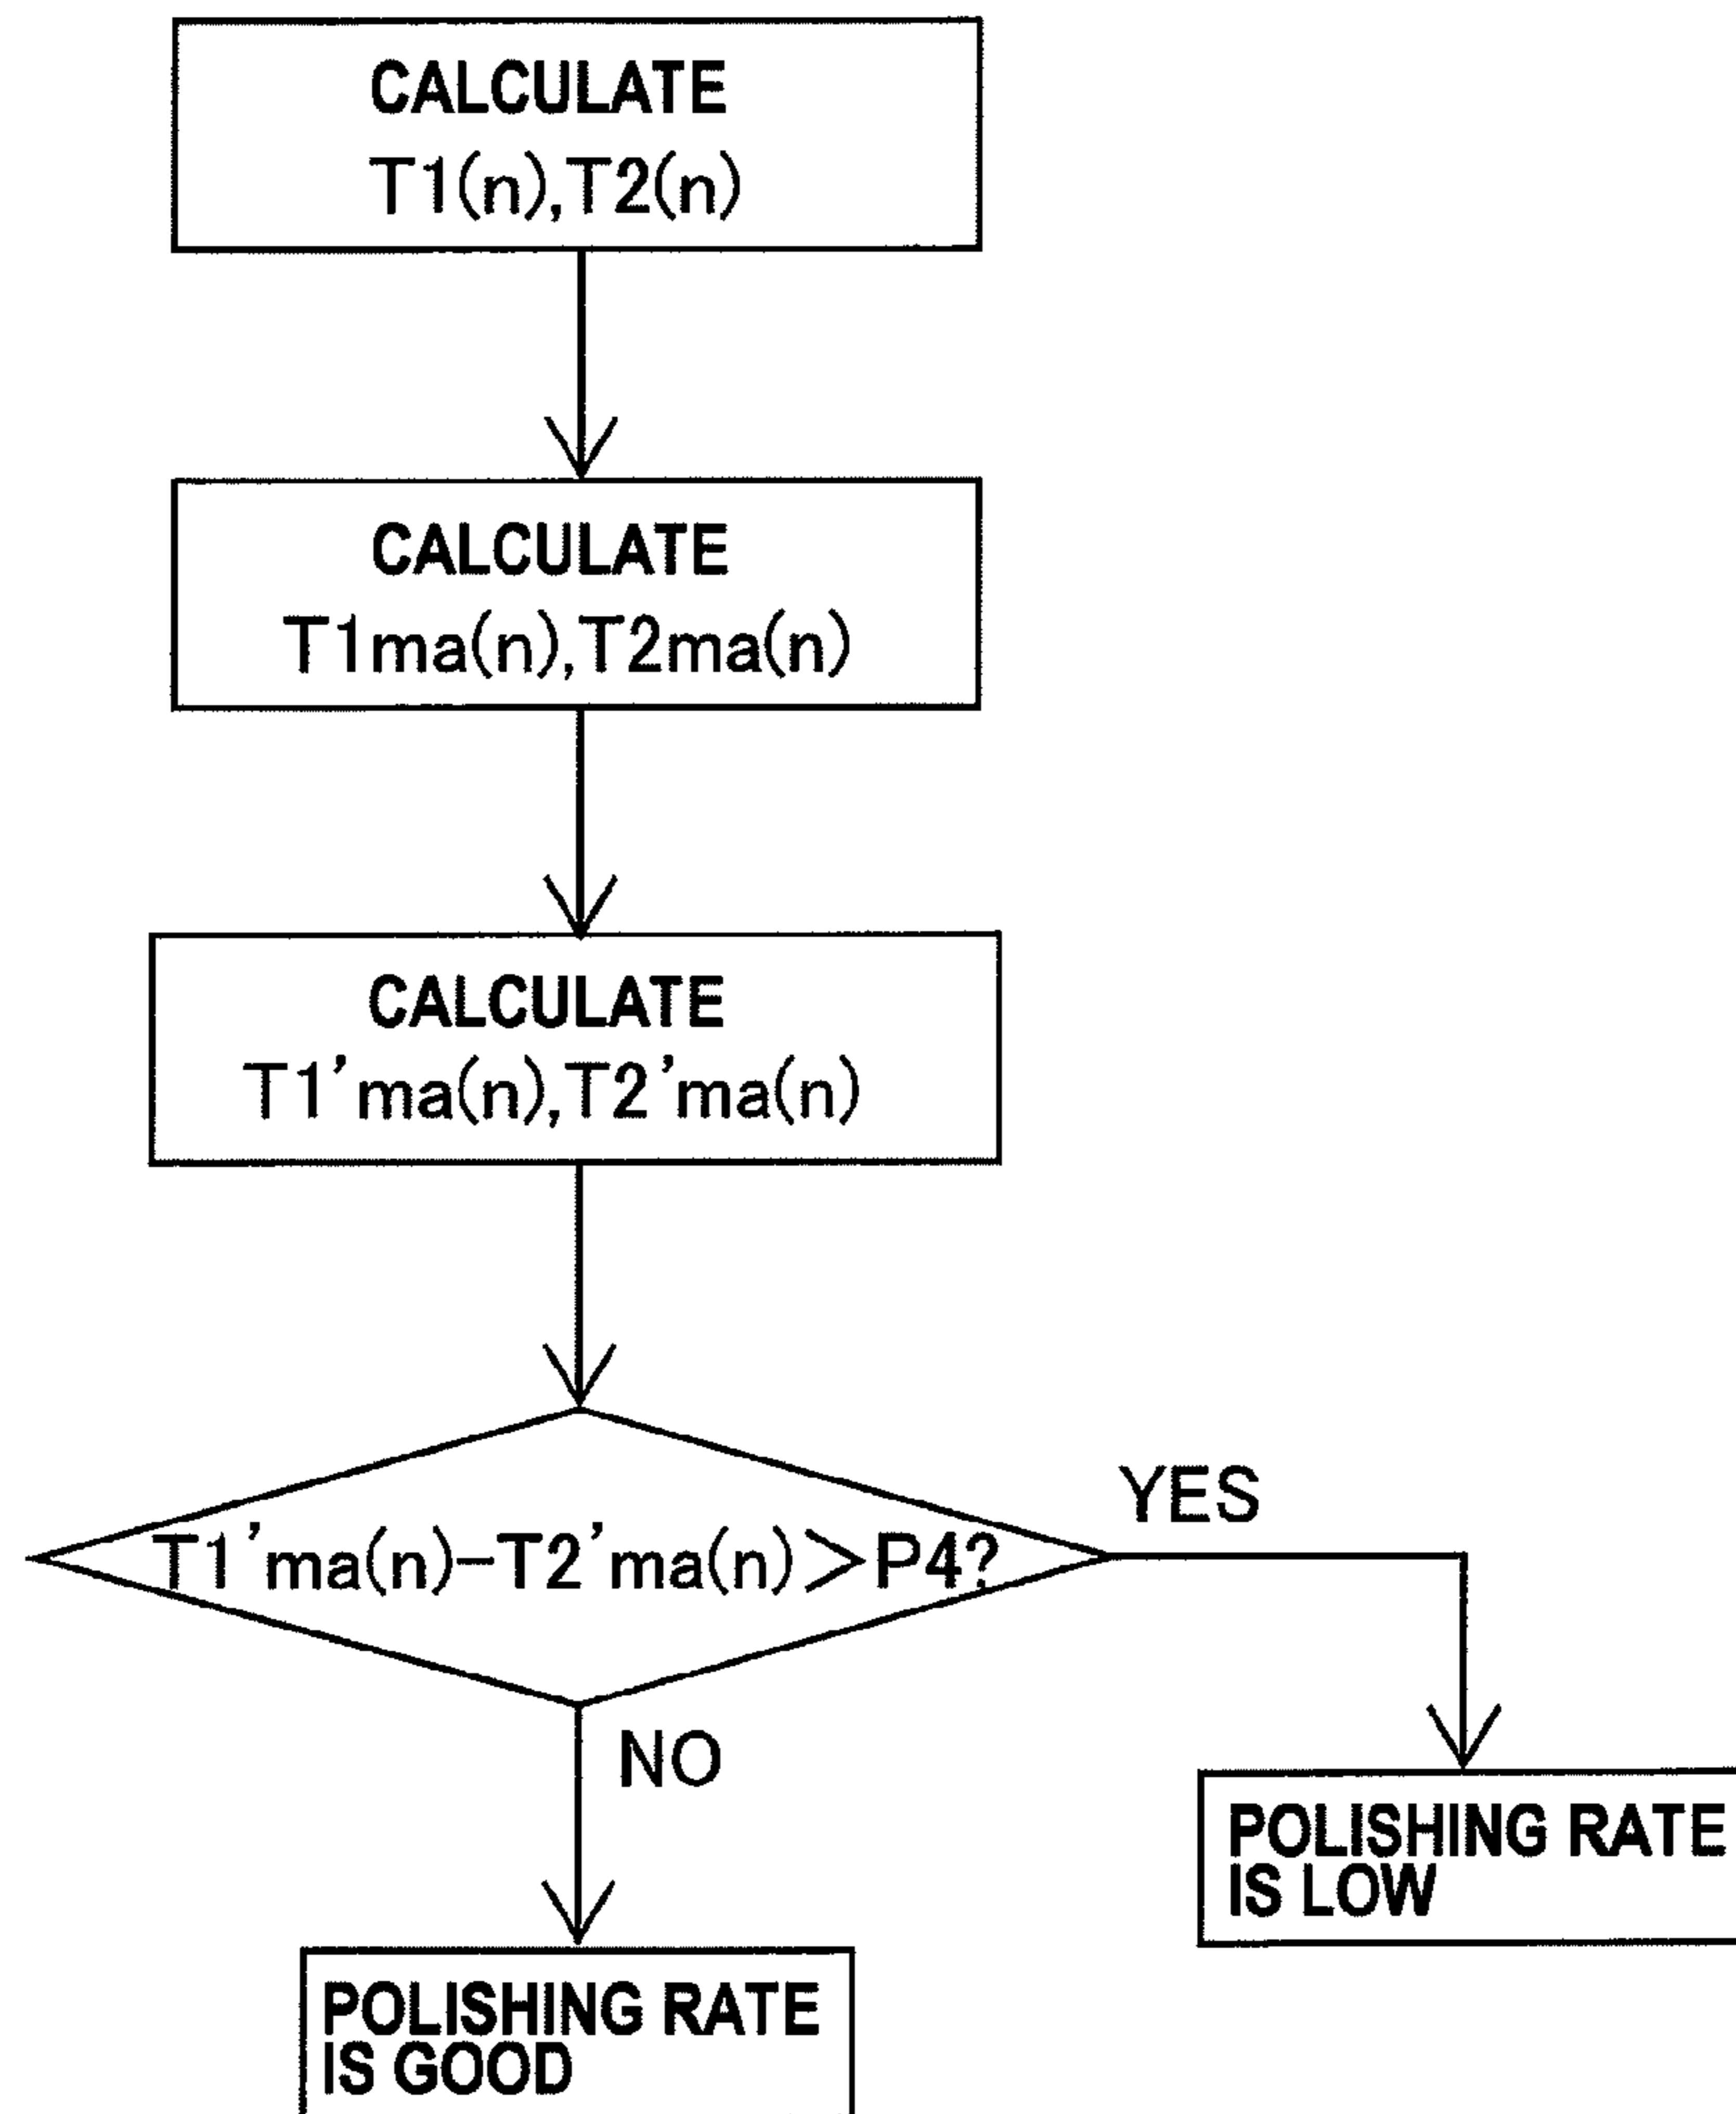 CALCULATE
T1(n),T2(n)
CALCULATE
T1ma(n),T2ma(n)
CALCULATE
T1'ma(n),T2'ma(n)
T1'ma(n)-T2'ma(n)>P4?
YES
NO
POLISHING RATE
IS LOW
POLISHING RATE
IS GOOD